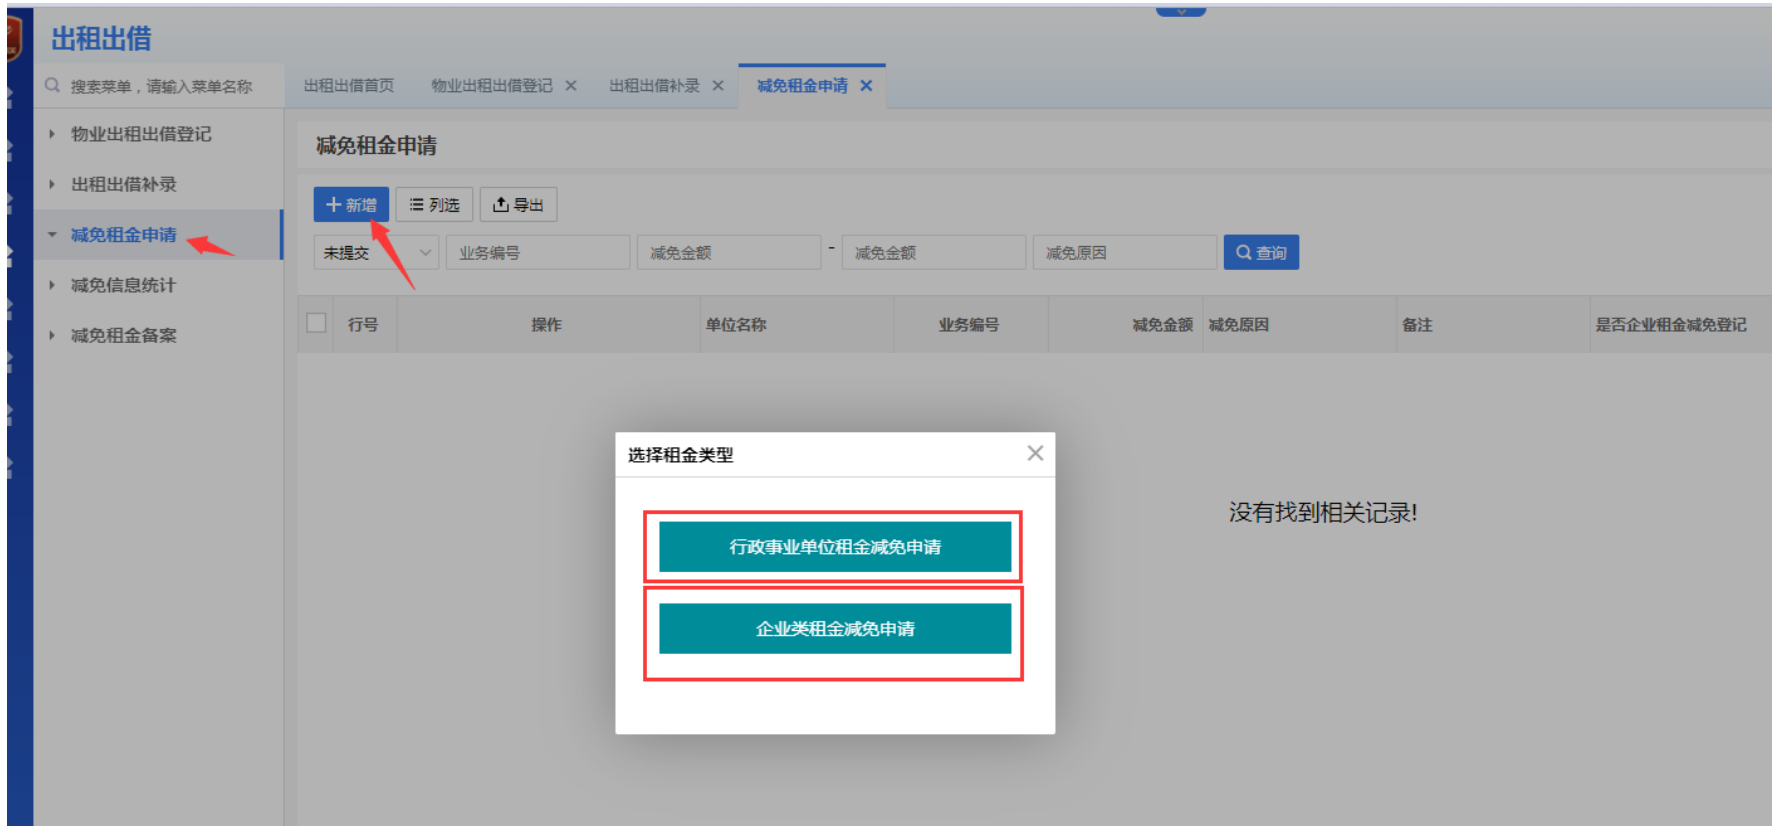 出租出借
搜索菜单，请输入菜单名称
出租出借首页 物业出租出借登记 出租出借补录 减免租金申请
物业出租出借登记
出租出借补录
减免租金申请
减免信息统计
减免租金备案
减免租金申请
新增 列选 导出
未提交 业务编号 减免金额 - 减免金额 减免原因 查询
行号 操作 单位名称 业务编号 减免金额 减免原因 备注 是否企业租金减免登记
没有找到相关记录!
选择租金类型
行政事业单位租金减免申请
企业类租金减免申请